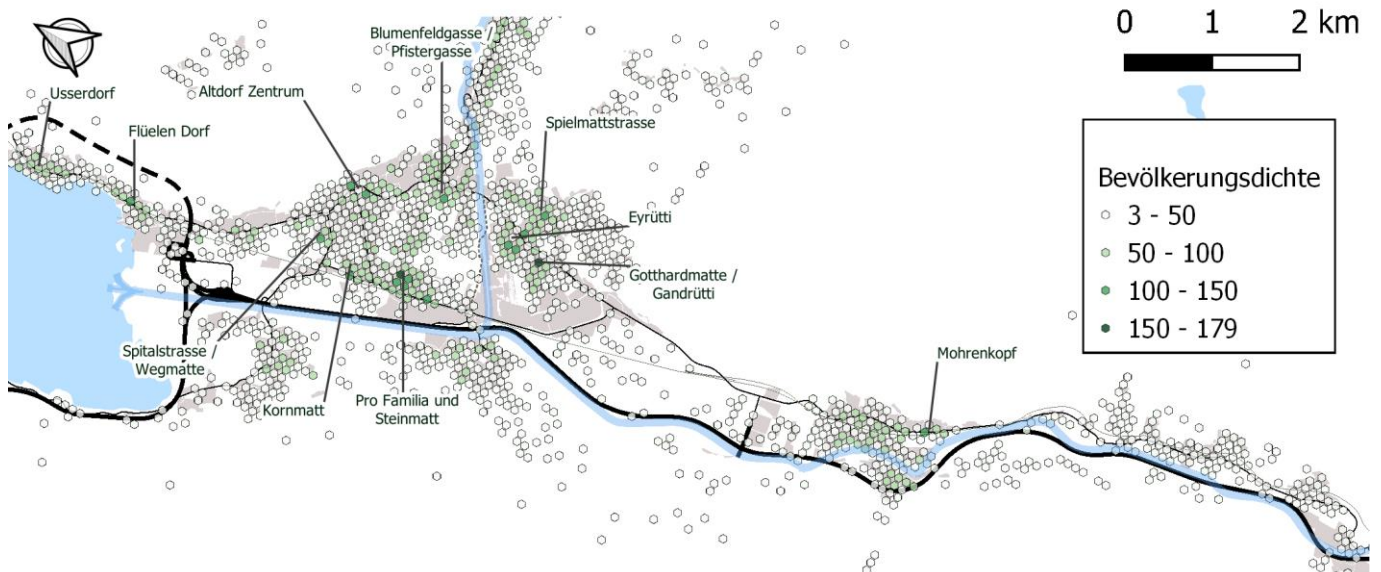 0 1 2 km
Blumenfeldgasse /
Pfistergasse
Usserdorf
Altdorf Zentrum
Flüelen Dorf
Spielmattstrasse
Eyrütti
Gotthardmatte /
Gandrütti
Spitalstrasse /
Wegmatte
Kornmatt
Pro Familia und
Steinmatt
Mohrenkopf
Bevölkerungsdichte
3 - 50
50 - 100
100 - 150
150 - 179